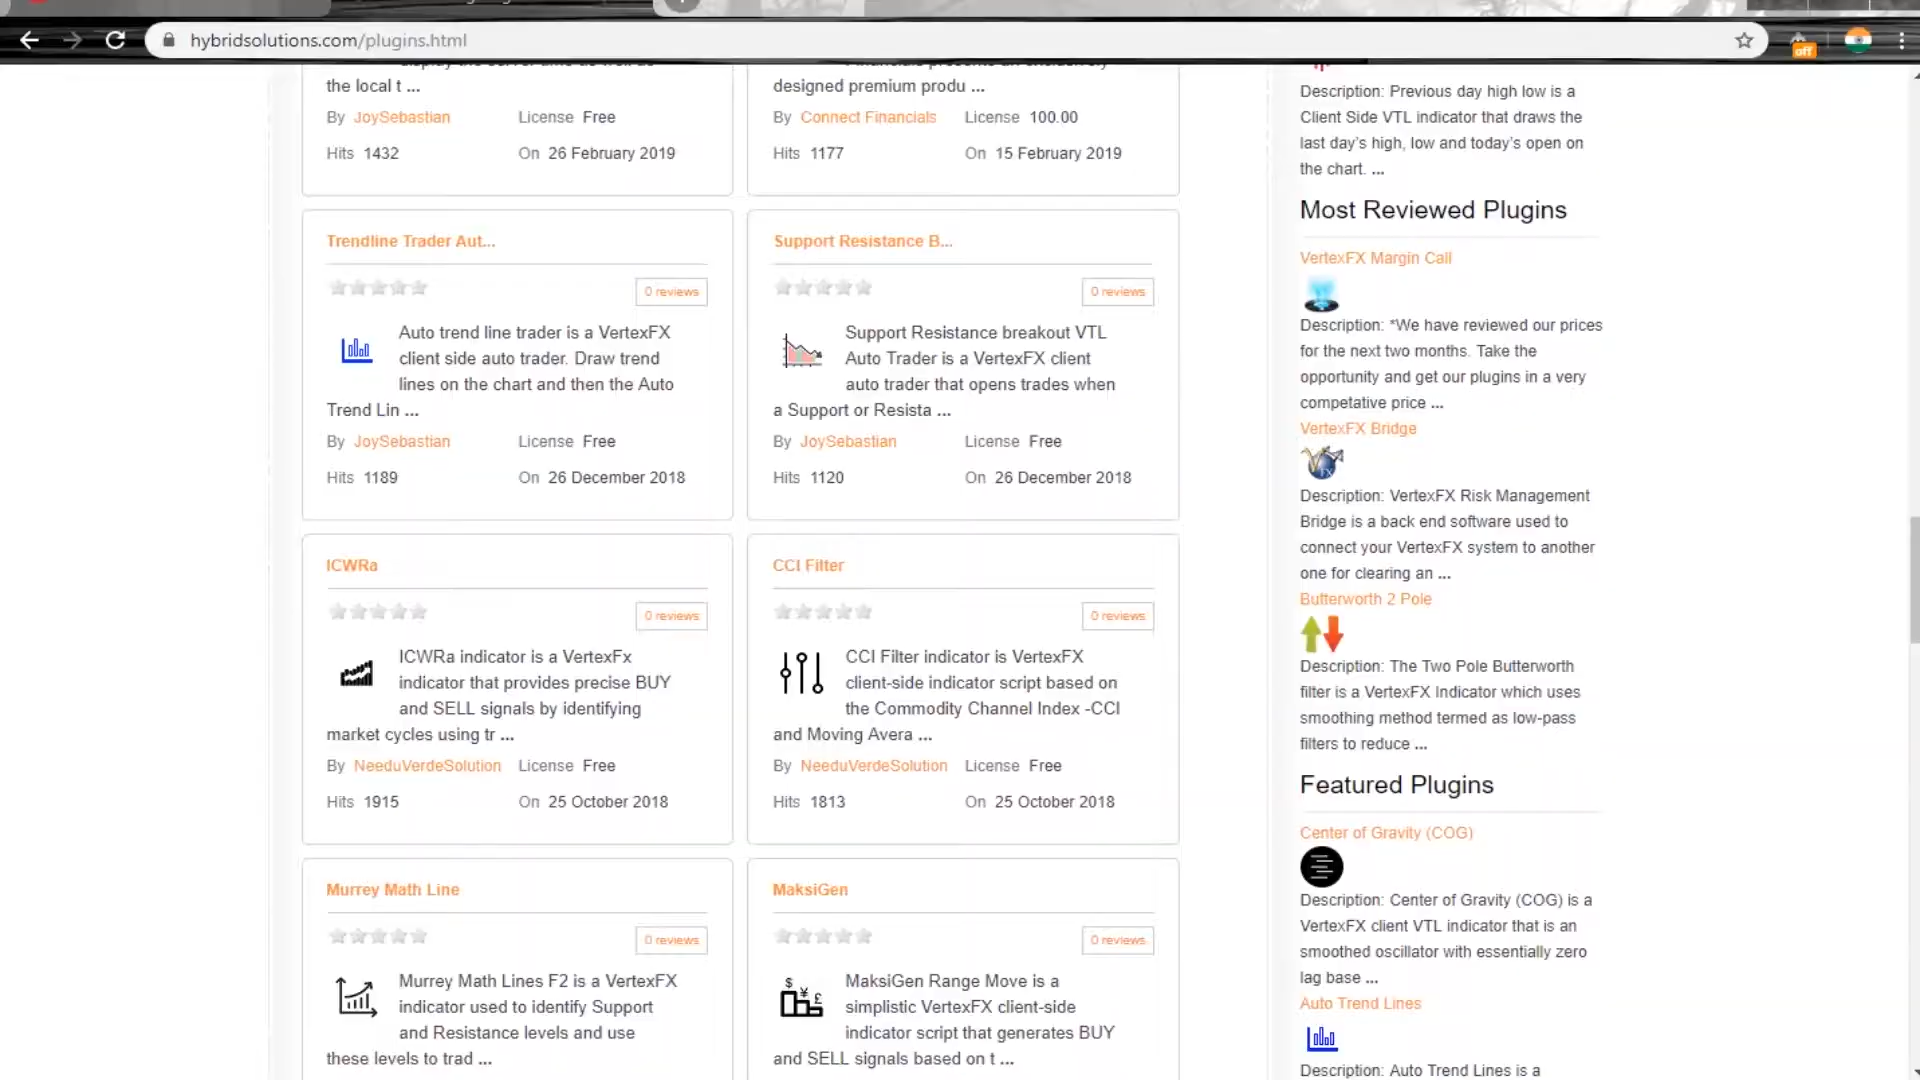 hybridsolutions.com/plugins.html
off
the local t ...
By JoySebastian License Free
Hits 1432 On 26 February 2019
designed premium produ ...
By Connect Financials License 100.00
Hits 1177 On 15 February 2019
Trendline Trader Aut...
0 reviews
Auto trend line trader is a VertexFX
client side auto trader. Draw trend
lines on the chart and then the Auto
Trend Lin ...
By JoySebastian License Free
Hits 1189 On 26 December 2018
Support Resistance B...
0 reviews
Support Resistance breakout VTL
Auto Trader is a VertexFX client
auto trader that opens trades when
a Support or Resista ...
By JoySebastian License Free
Hits 1120 On 26 December 2018
ICWRa
0 reviews
ICWRa indicator is a VertexFx
indicator that provides precise BUY
and SELL signals by identifying
market cycles using tr ...
By NeeduVerdeSolution License Free
Hits 1915 On 25 October 2018
CCI Filter
0 reviews
CCI Filter indicator is VertexFX
client-side indicator script based on
the Commodity Channel Index -CCI
and Moving Avera ...
By NeeduVerdeSolution License Free
Hits 1813 On 25 October 2018
Murrey Math Line
0 reviews
Murrey Math Lines F2 is a VertexFX
indicator used to identify Support
and Resistance levels and use
these levels to trad ...
MaksiGen
0 reviews
MaksiGen Range Move is a
simplistic VertexFX client-side
indicator script that generates BUY
and SELL signals based on t ...
Description: Previous day high low is a
Client Side VTL indicator that draws the
last day's high, low and today's open on
the chart. ...
Most Reviewed Plugins
VertexFX Margin Call
Description: *We have reviewed our prices
for the next two months. Take the
opportunity and get our plugins in a very
competative price ...
VertexFX Bridge
Description: VertexFX Risk Management
Bridge is a back end software used to
connect your VertexFX system to another
one for clearing an ...
Butterworth 2 Pole
Description: The Two Pole Butterworth
filter is a VertexFX Indicator which uses
smoothing method termed as low-pass
filters to reduce ...
Featured Plugins
Center of Gravity (COG)
Description: Center of Gravity (COG) is a
VertexFX client VTL indicator that is an
smoothed oscillator with essentially zero
lag base ...
Auto Trend Lines
Description: Auto Trend Lines is a